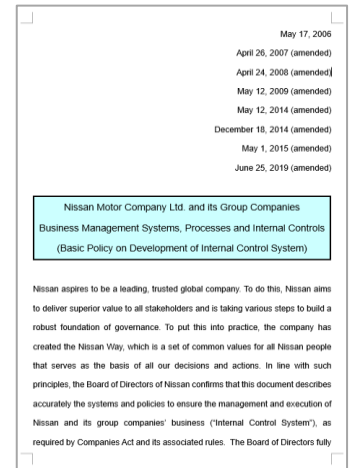 May 17, 2006
April 26, 2007 (amended)
April 24, 2008 (amended)
May 12, 2009 (amended)
May 12, 2014 (amended)
December 18, 2014 (amended)
May 1, 2015 (amended)
June 25, 2019 (amended)
Nissan Motor Company Ltd. and its Group Companies
Business Management Systems, Processes and Internal Controls
(Basic Policy on Development of Internal Control System)
Nissan aspires to be a leading, trusted global company. To do this, Nissan aims
to deliver superior value to all stakeholders and is taking various steps to build a
robust foundation of governance. To put this into practice, the company has
created the Nissan Way, which is a set of common values for all Nissan people
that serves as the basis of all our decisions and actions. In line with such
principles, the Board of Directors of Nissan confirms that this document describes
accurately the systems and policies to ensure the management and execution of
Nissan and its group companies' business ("Internal Control System"), as
required by Companies Act and its associated rules. The Board of Directors fully